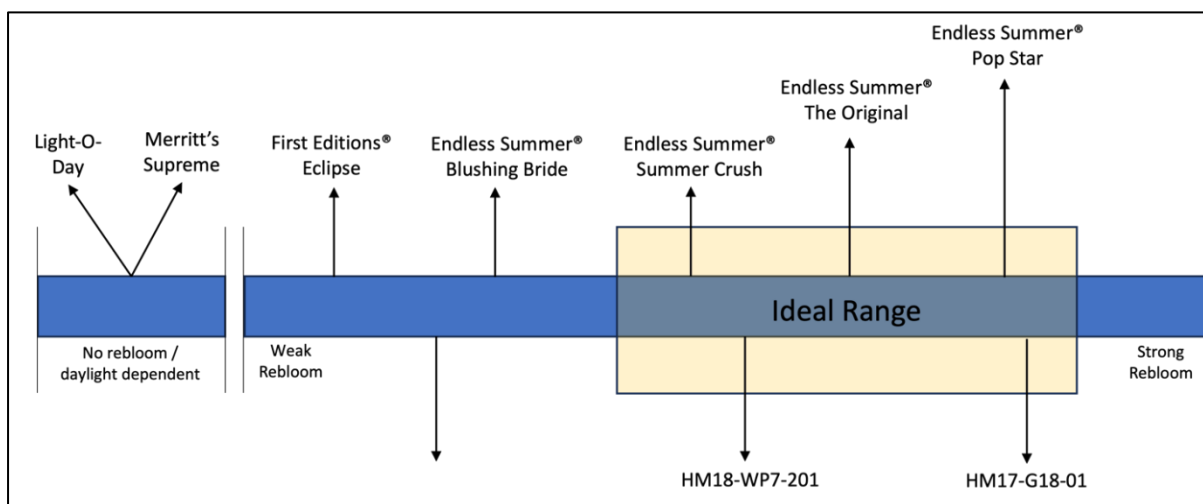 Endless Summer®
Pop Star
Endless Summer®
The Original
Light-O-
Day
Merritt’s
Supreme
First Editions®
Eclipse
Endless Summer®
Blushing Bride
Endless Summer®
Summer Crush
Ideal Range
No rebloom /
daylight dependent
Weak
Rebloom
Strong
Rebloom
HM18-WP7-201
HM17-G18-01